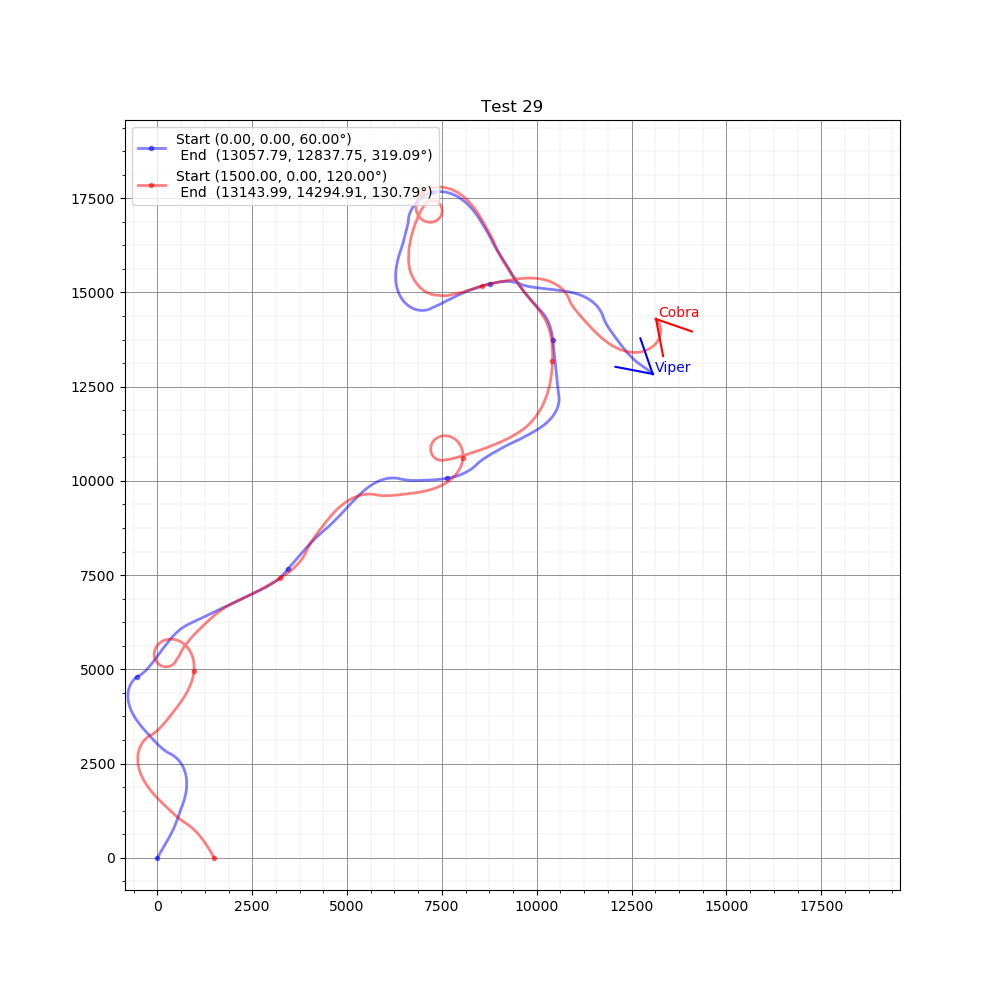 Test 29
Start (0.00, 0.00, 60.00°)
End  (13057.79, 12837.75, 319.09°)
Start (1500.00, 0.00, 120.00°)
End  (13143.99, 14294.91, 130.79°)
17500
15000
12500
10000
7500
5000
2500
0
Cobra
Viper
0 2500 5000 7500 10000 12500 15000 17500